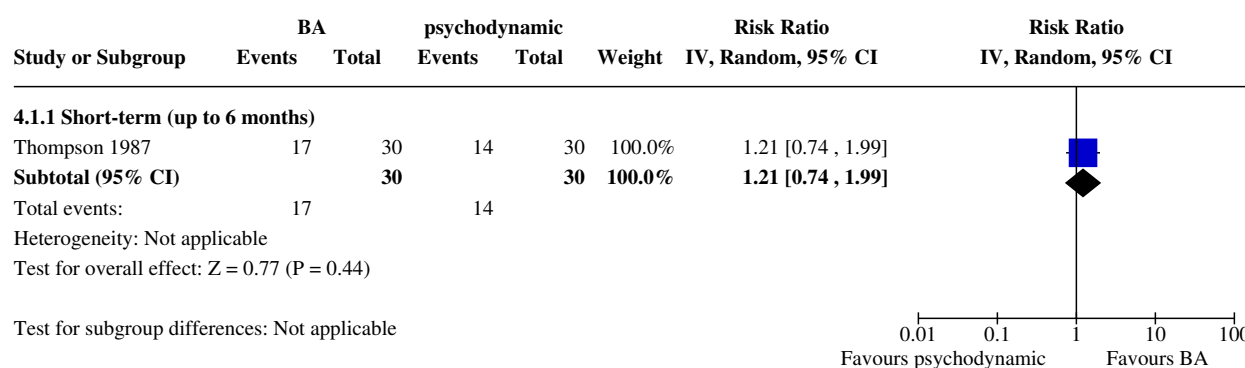 BA psychodynamic Risk Ratio Risk Ratio
Study or Subgroup Events Total Events Total Weight IV, Random, 95% CI IV, Random, 95% CI
4.1.1 Short-term (up to 6 months)
Thompson 1987 17 30 14 30 100.0% 1.21 [0.74 , 1.99]
Subtotal (95% CI) 30 30 100.0% 1.21 [0.74 , 1.99]
Total events: 17 14
Heterogeneity: Not applicable
Test for overall effect: Z = 0.77 (P = 0.44)
Test for subgroup differences: Not applicable
0.01 0.1 1 10 100
Favours psychodynamic Favours BA